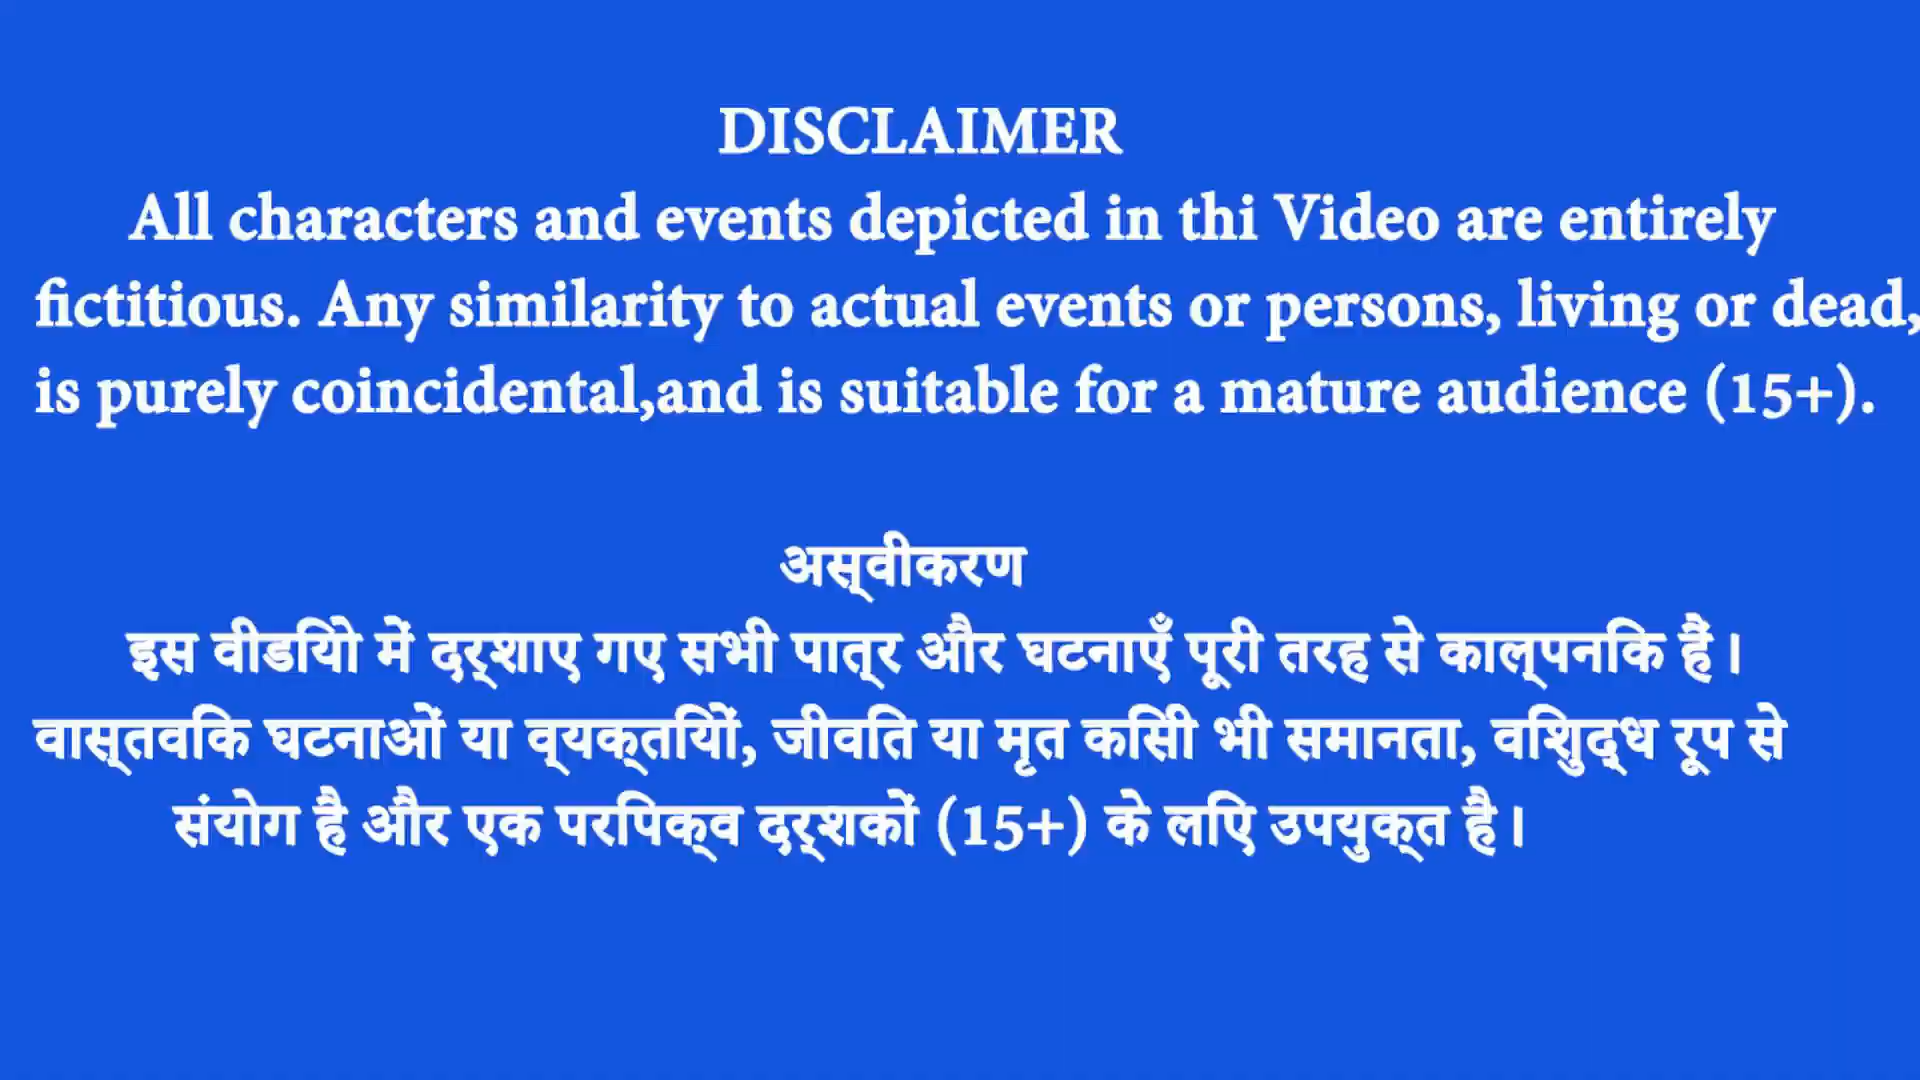 DISCLAIMER
All characters and events depicted in thi Video are entirely
fictitious. Any similarity to actual events or persons, living or dead,
is purely coincidental,and is suitable for a mature audience (15+).
अस्वीकरण
इस वीडियो में दर्शाए गए सभी पात्र और घटनाएँ पूरी तरह से काल्पनिक हैं।
वास्तविक घटनाओं या व्यक्तियों, जीवित या मृत किसी भी समानता, विशुद्ध रूप से
संयोग है और एक परिपक्व दर्शकों (15+) के लिए उपयुक्त है।